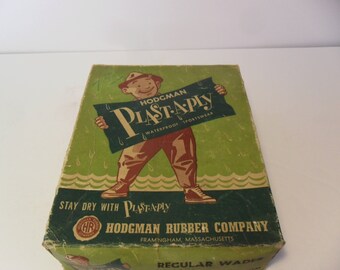 HODGMAN
PLAST-A-PLY
WATERPROOF SPORTSWEAR
STAY DRY WITH PLAST-A-PLY
HODGMAN RUBBER COMPANY
FRAMINGHAM, MASSACHUSETTS
REGULAR